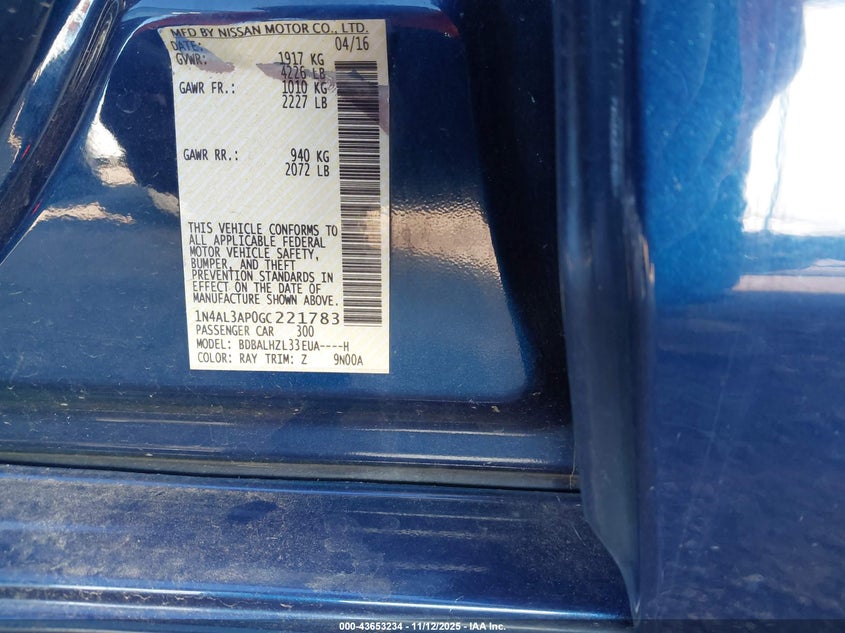 MFD BY NISSAN MOTOR CO., LTD.
DATE: 04/16
GVWR: 1917 KG
4226 LB
GAWR FR.: 1010 KG
2227 LB
GAWR RR.: 940 KG
2072 LB
THIS VEHICLE CONFORMS TO
ALL APPLICABLE FEDERAL
MOTOR VEHICLE SAFETY,
BUMPER, AND THEFT
PREVENTION STANDARDS IN
EFFECT ON THE DATE OF
MANUFACTURE SHOWN ABOVE.
1N4AL3AP0GC221783
PASSENGER CAR 300
MODEL: BDBALHZL33EUA----H
COLOR: RAY TRIM: Z 9N00A
000-43653234 - 11/12/2025 - IAA Inc.